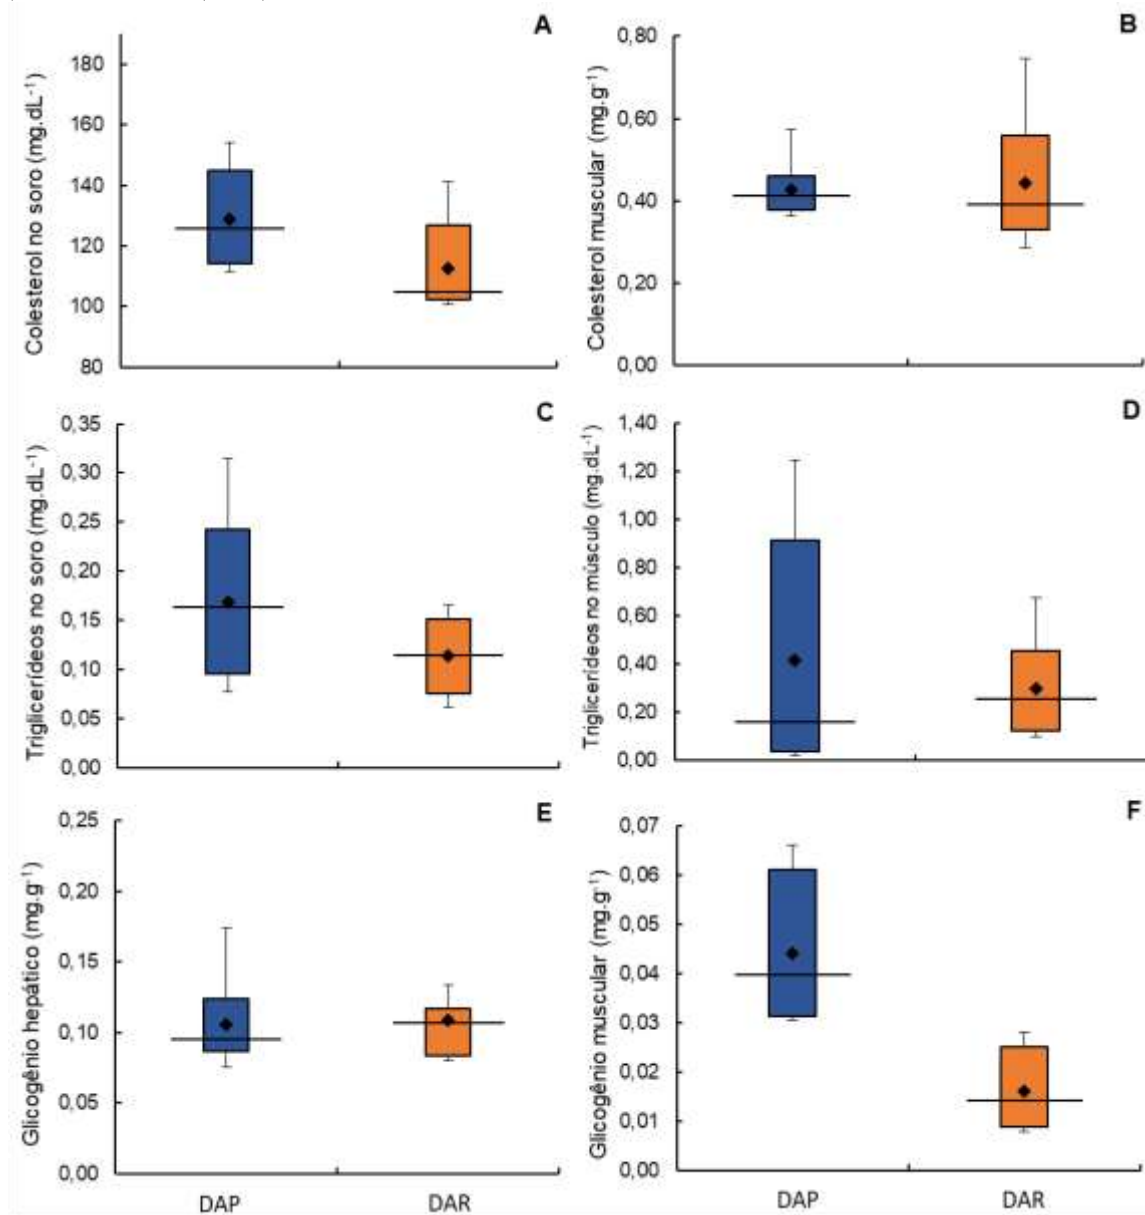 A
Colesterol no soro (mg.dL-1)
180
160
140
120
100
80
B
Colesterol muscular (mg.g-1)
0,80
0,60
0,40
0,20
0,00
C
Triglicerídeos no soro (mg.dL-1)
0,35
0,30
0,25
0,20
0,15
0,10
0,05
0,00
D
Triglicerídeos no músculo (mg.dL-1)
1,40
1,20
1,00
0,80
0,60
0,40
0,20
0,00
E
Glicogênio hepático (mg.g-1)
0,25
0,20
0,15
0,10
0,05
0,00
DAP DAR
F
Glicogênio muscular (mg.g-1)
0,07
0,06
0,05
0,04
0,03
0,02
0,01
0,00
DAP DAR